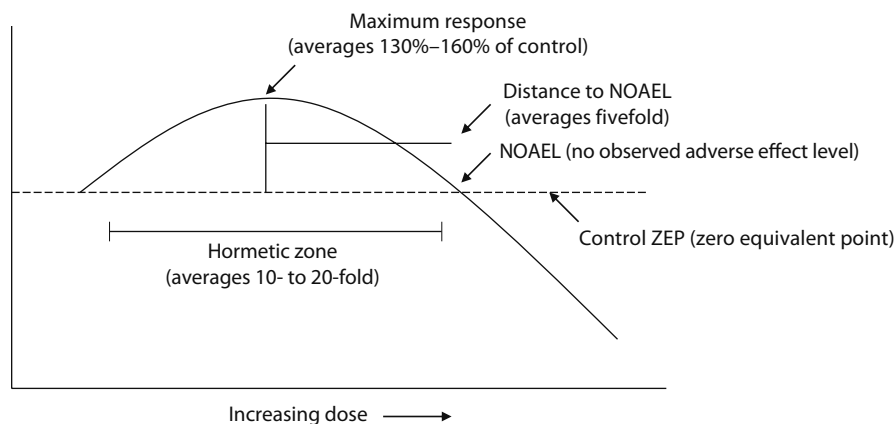 Maximum response
(averages 130%–160% of control)
Distance to NOAEL
(averages fivefold)
NOAEL (no observed adverse effect level)
Control ZEP (zero equivalent point)
Hormetic zone
(averages 10- to 20-fold)
Increasing dose